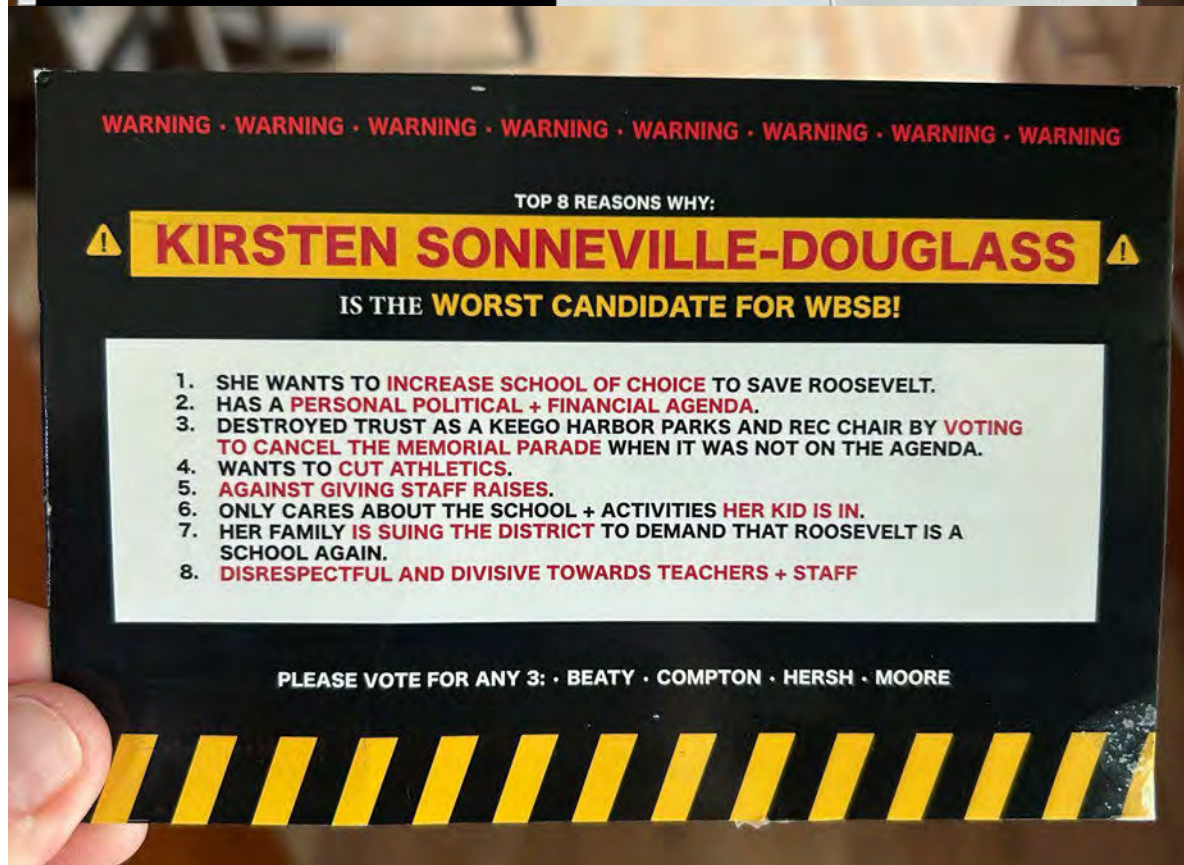 WARNING · WARNING · WARNING · WARNING · WARNING · WARNING · WARNING · WARNING
TOP 8 REASONS WHY:
KIRSTEN SONNEVILLE-DOUGLASS
IS THE WORST CANDIDATE FOR WBSB!
1. SHE WANTS TO INCREASE SCHOOL OF CHOICE TO SAVE ROOSEVELT.
2. HAS A PERSONAL POLITICAL + FINANCIAL AGENDA.
3. DESTROYED TRUST AS A KEEGO HARBOR PARKS AND REC CHAIR BY VOTING
TO CANCEL THE MEMORIAL PARADE WHEN IT WAS NOT ON THE AGENDA.
4. WANTS TO CUT ATHLETICS.
5. AGAINST GIVING STAFF RAISES.
6. ONLY CARES ABOUT THE SCHOOL + ACTIVITIES HER KID IS IN.
7. HER FAMILY IS SUING THE DISTRICT TO DEMAND THAT ROOSEVELT IS A
SCHOOL AGAIN.
8. DISRESPECTFUL AND DIVISIVE TOWARDS TEACHERS + STAFF
PLEASE VOTE FOR ANY 3: · BEATY · COMPTON · HERSH · MOORE